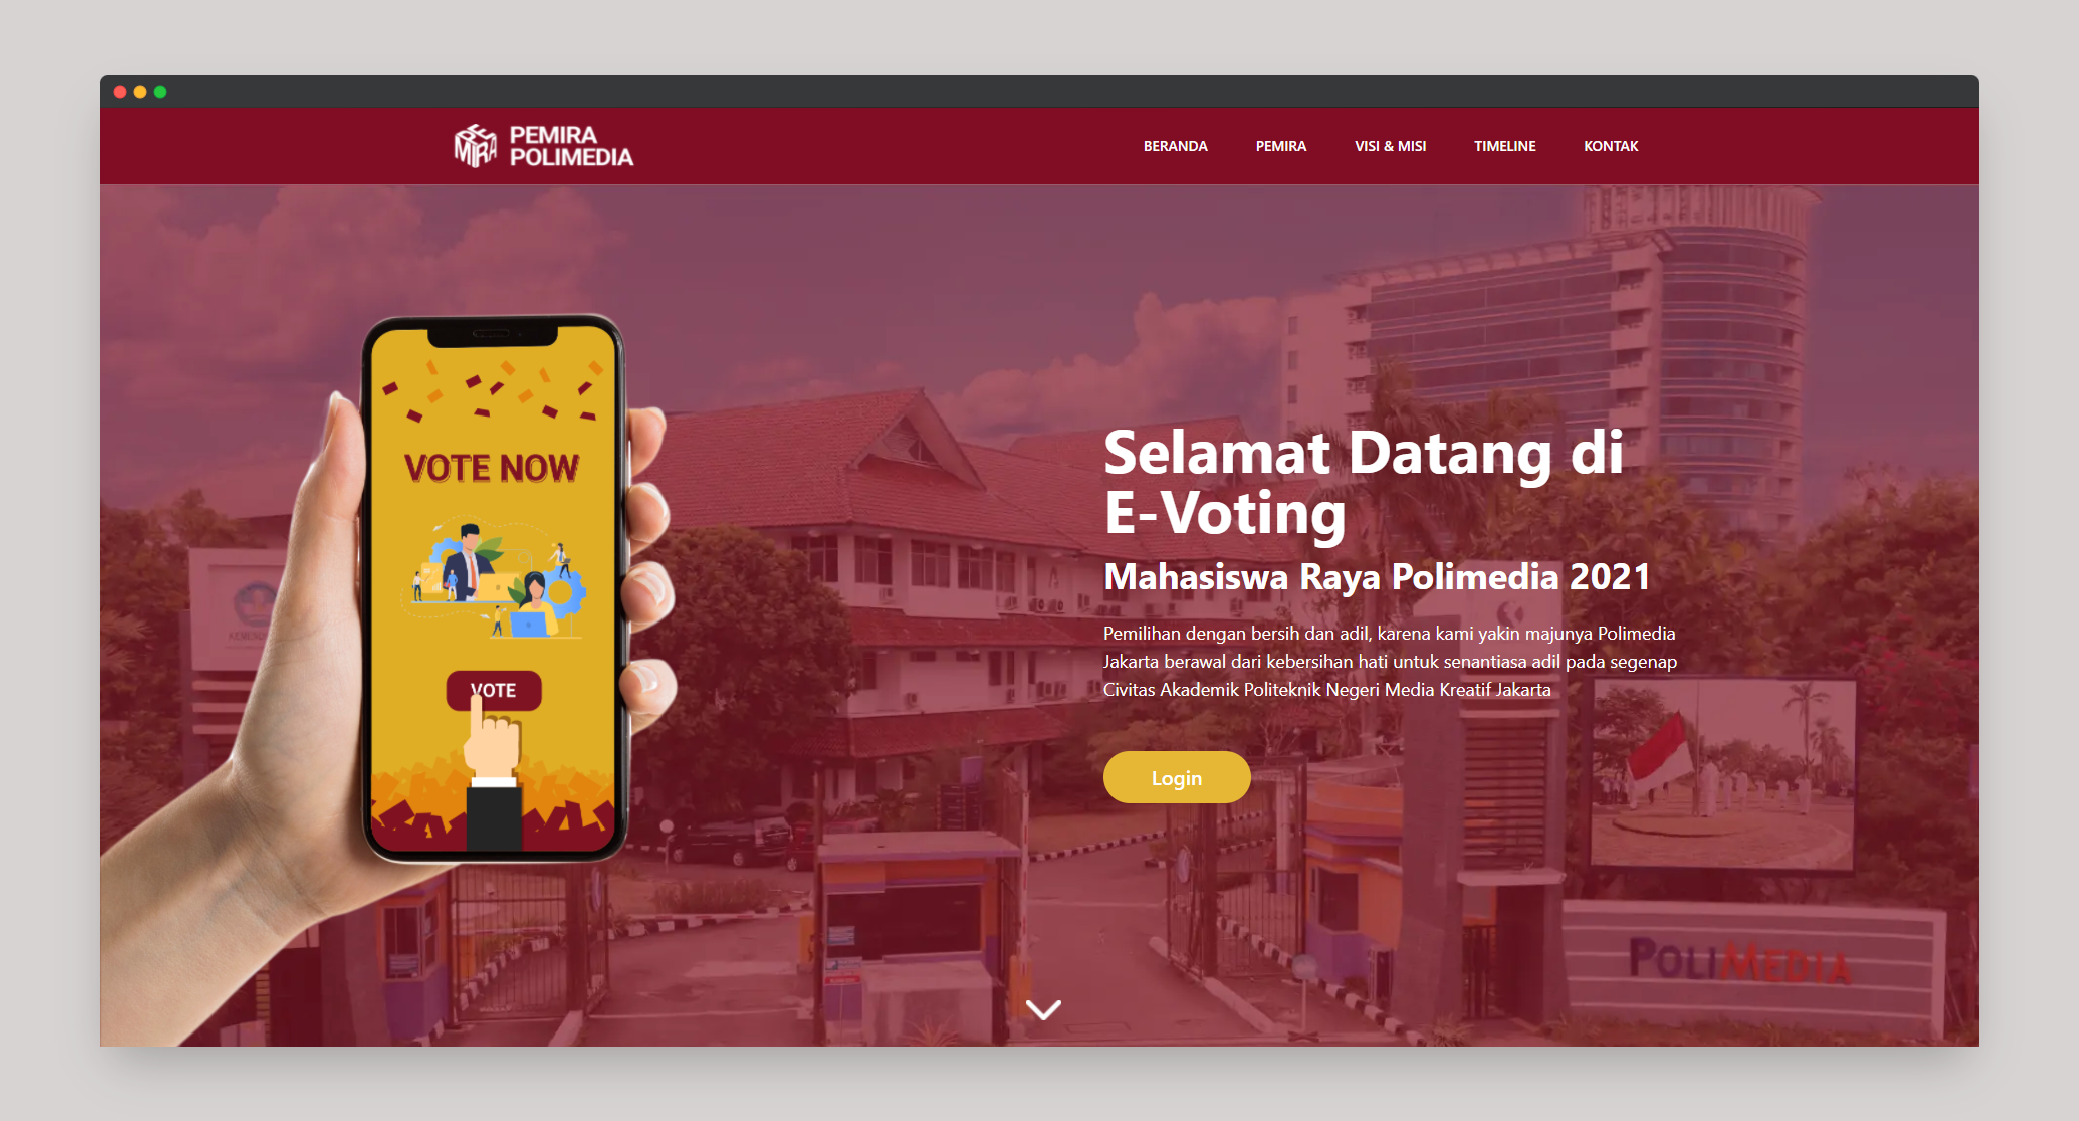 PEMIRA
POLIMEDIA
BERANDA
PEMIRA
VISI & MISI
TIMELINE
KONTAK
VOTE NOW
VOTE
Selamat Datang di
E-Voting
Mahasiswa Raya Polimedia 2021
Pemilihan dengan bersih dan adil, karena kami yakin majunya Polimedia
Jakarta berawal dari kebersihan hati untuk senantiasa adil pada segenap
Civitas Akademik Politeknik Negeri Media Kreatif Jakarta
Login
POLIMEDIA